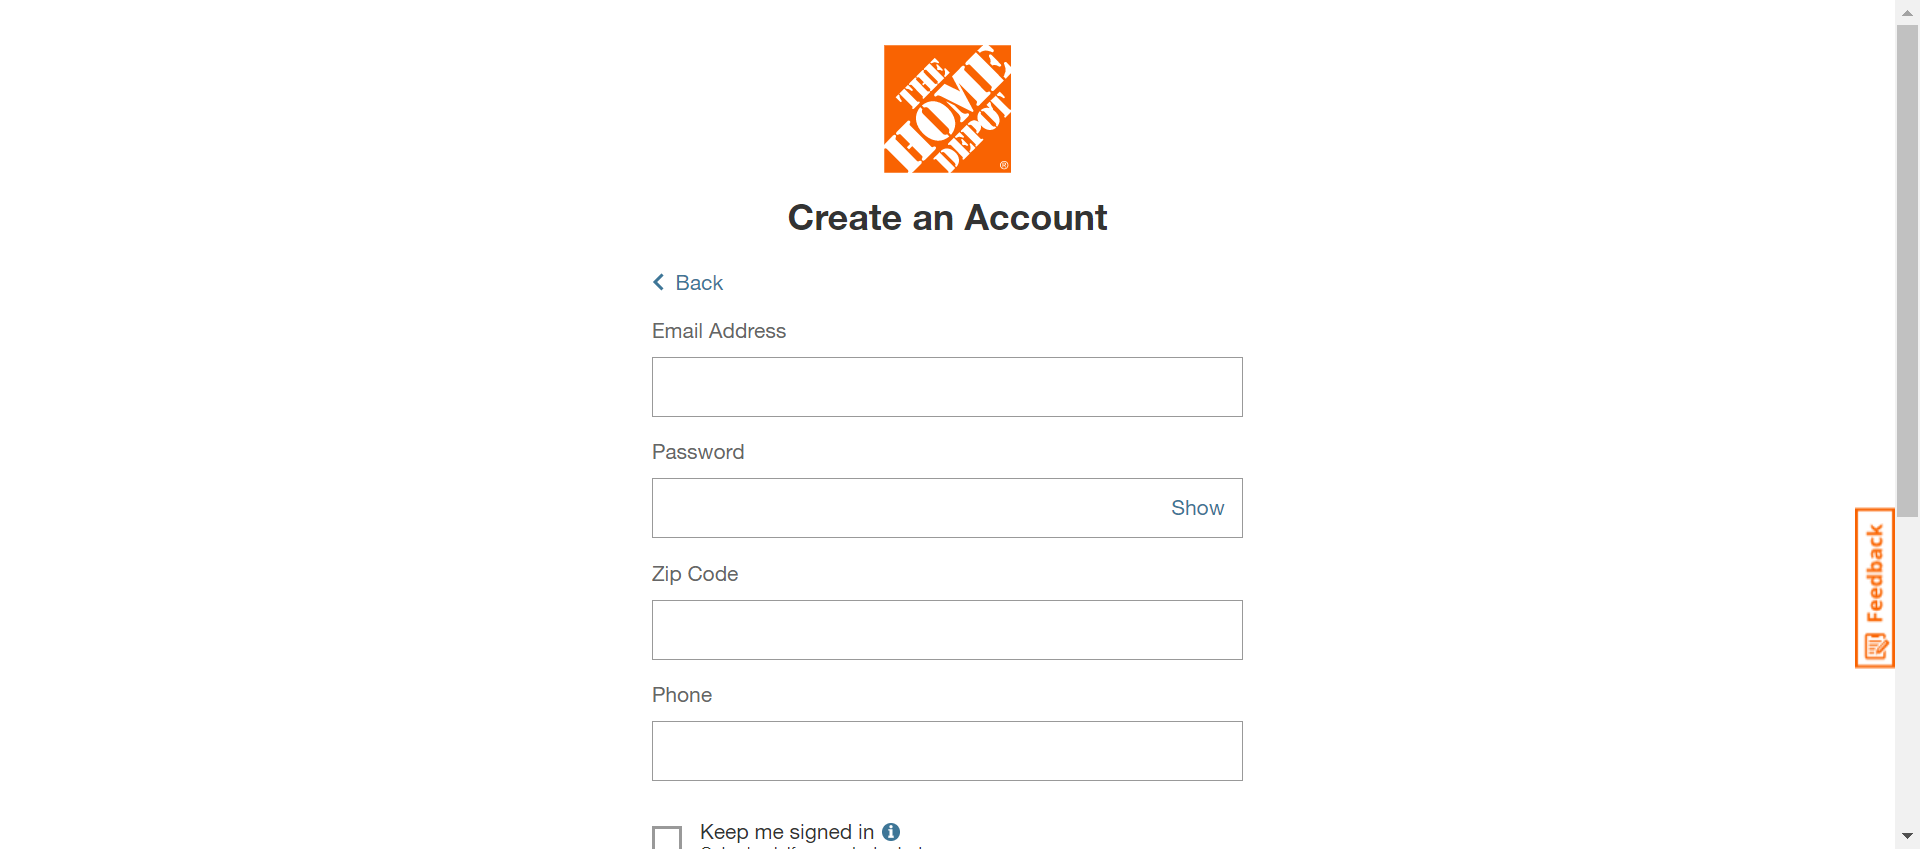 THE
HOME
DEPOT
®
Create an Account
Back
Email Address
Password
Show
Zip Code
Phone
Keep me signed in
Feedback